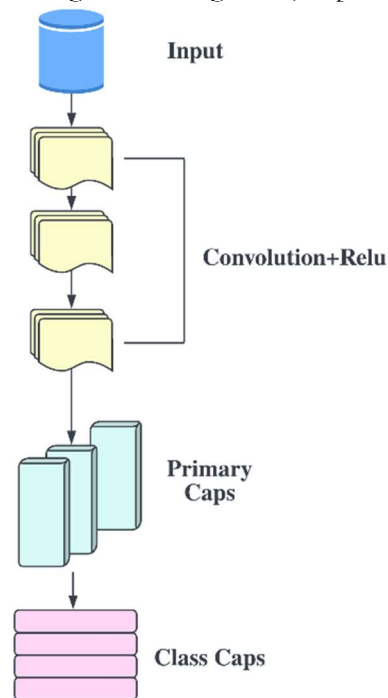 Input
Convolution+Relu
Primary
Caps
Class Caps